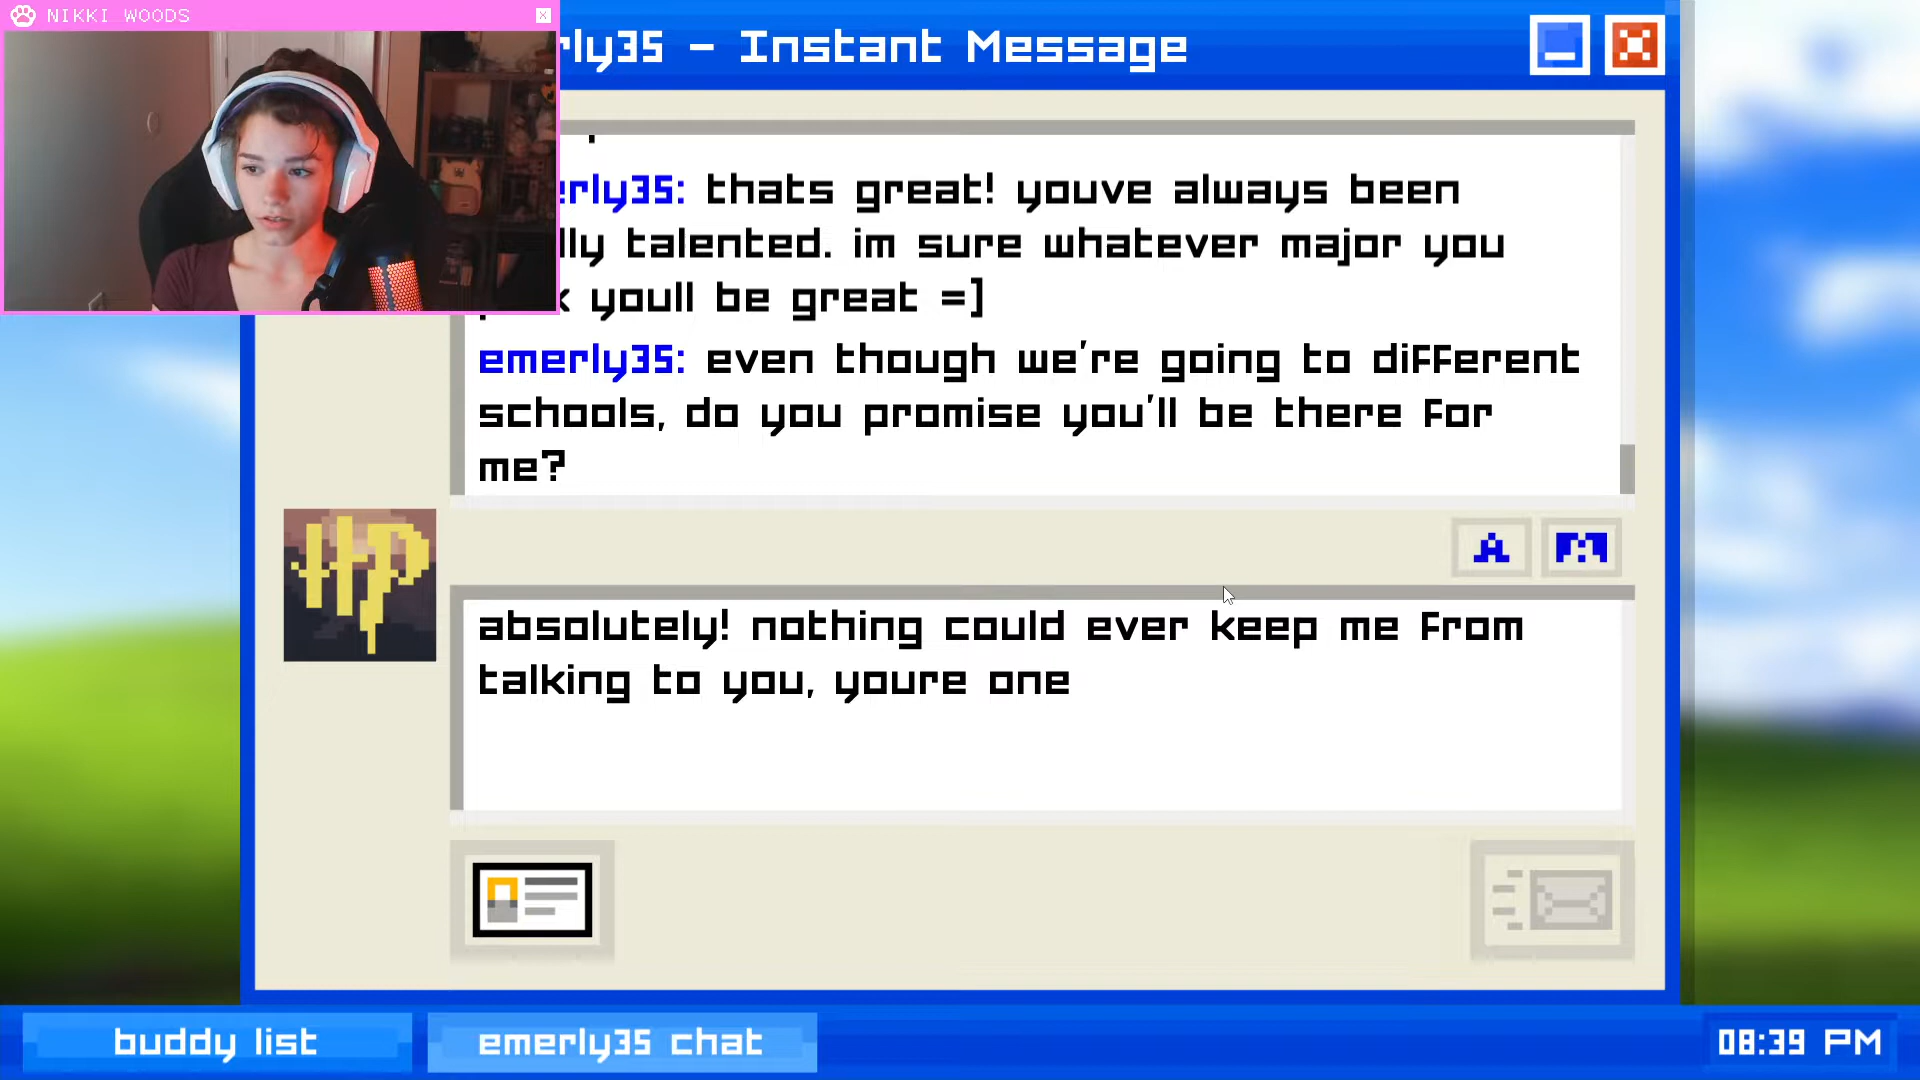 NIKKI WOODS
rly35 - Instant Message
erly35: thats great! youve always been
lly talented. im sure whatever major you
k youll be great =]
emerly35: even though we're going to different
schools, do you promise you'll be there for
me?
A
HP
absolutely! nothing could ever keep me from
talking to you, youre one
buddy list
emerly35 chat
08:39 PM